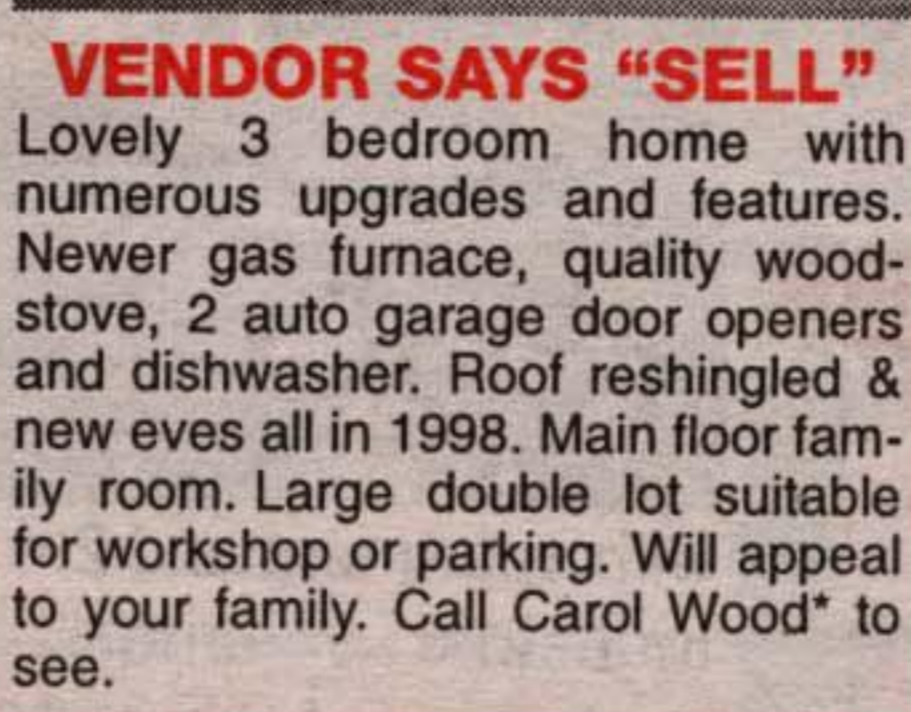 VENDOR SAYS “SELL”
Lovely 3 bedroom home with
numerous upgrades and features.
Newer gas furnace, quality wood-
stove, 2 auto garage door openers
and dishwasher. Roof reshingled &
new eves all in 1998. Main floor fam-
ily room. Large double lot suitable
for workshop or parking. Will appeal
to your family. Call Carol Wood* to
see.